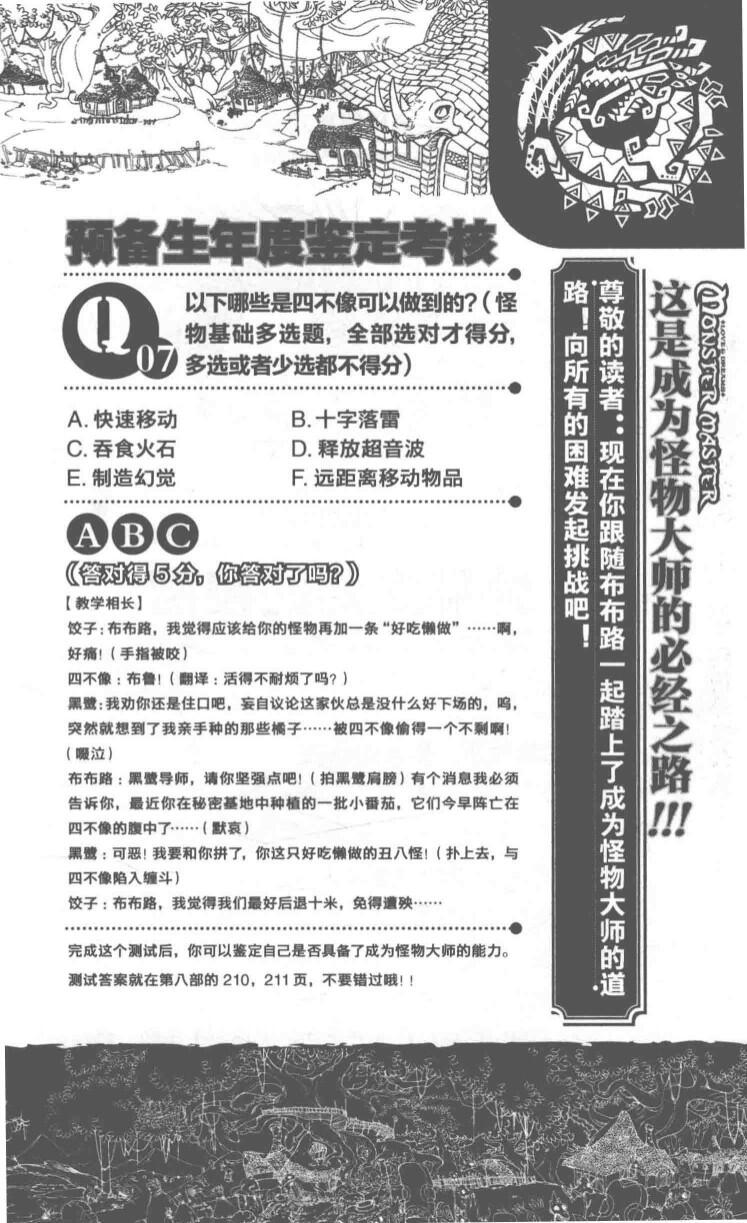 预备生年度鉴定考核
Q07
以下哪些是四不像可以做到的?（怪
物基础多选题，全部选对才得分，
多选或者少选都不得分）
A. 快速移动 B. 十字落雷
C. 吞食火石 D. 释放超音波
E. 制造幻觉 F. 远距离移动物品
A B C
（答对得5分，你答对了吗?）
【教学相长】
饺子：布布路，我觉得应该给你的怪物再加一条“好吃懒做”……啊，
好痛!（手指被咬）
四不像：布鲁!（翻译：活得不耐烦了吗?）
黑鹭：我劝你还是住口吧，妄自议论这家伙总是没什么好下场的，呜，
突然就想到了我亲手种的那些橘子……被四不像偷得一个不剩啊!
（啜泣）
布布路：黑鹭导师，请你坚强点吧!（拍黑鹭肩膀）有个消息我必须
告诉你，最近你在秘密基地中种植的一批小番茄，它们今早阵亡在
四不像的腹中了……（默哀）
黑鹭：可恶! 我要和你拼了，你这只好吃懒做的丑八怪!（扑上去，与
四不像陷入缠斗）
饺子：布布路，我觉得我们最好后退十米，免得遭殃……
完成这个测试后，你可以鉴定自己是否具备了成为怪物大师的能力。
测试答案就在第八部的 210，211 页，不要错过哦!!
这是成为怪物大师的必经之路!!!
MONSTER MASTER
LOVE & DREAMS
尊敬的读者：现在你跟随布布路一起踏上了成为怪物大师的道
路!向所有的困难发起挑战吧!